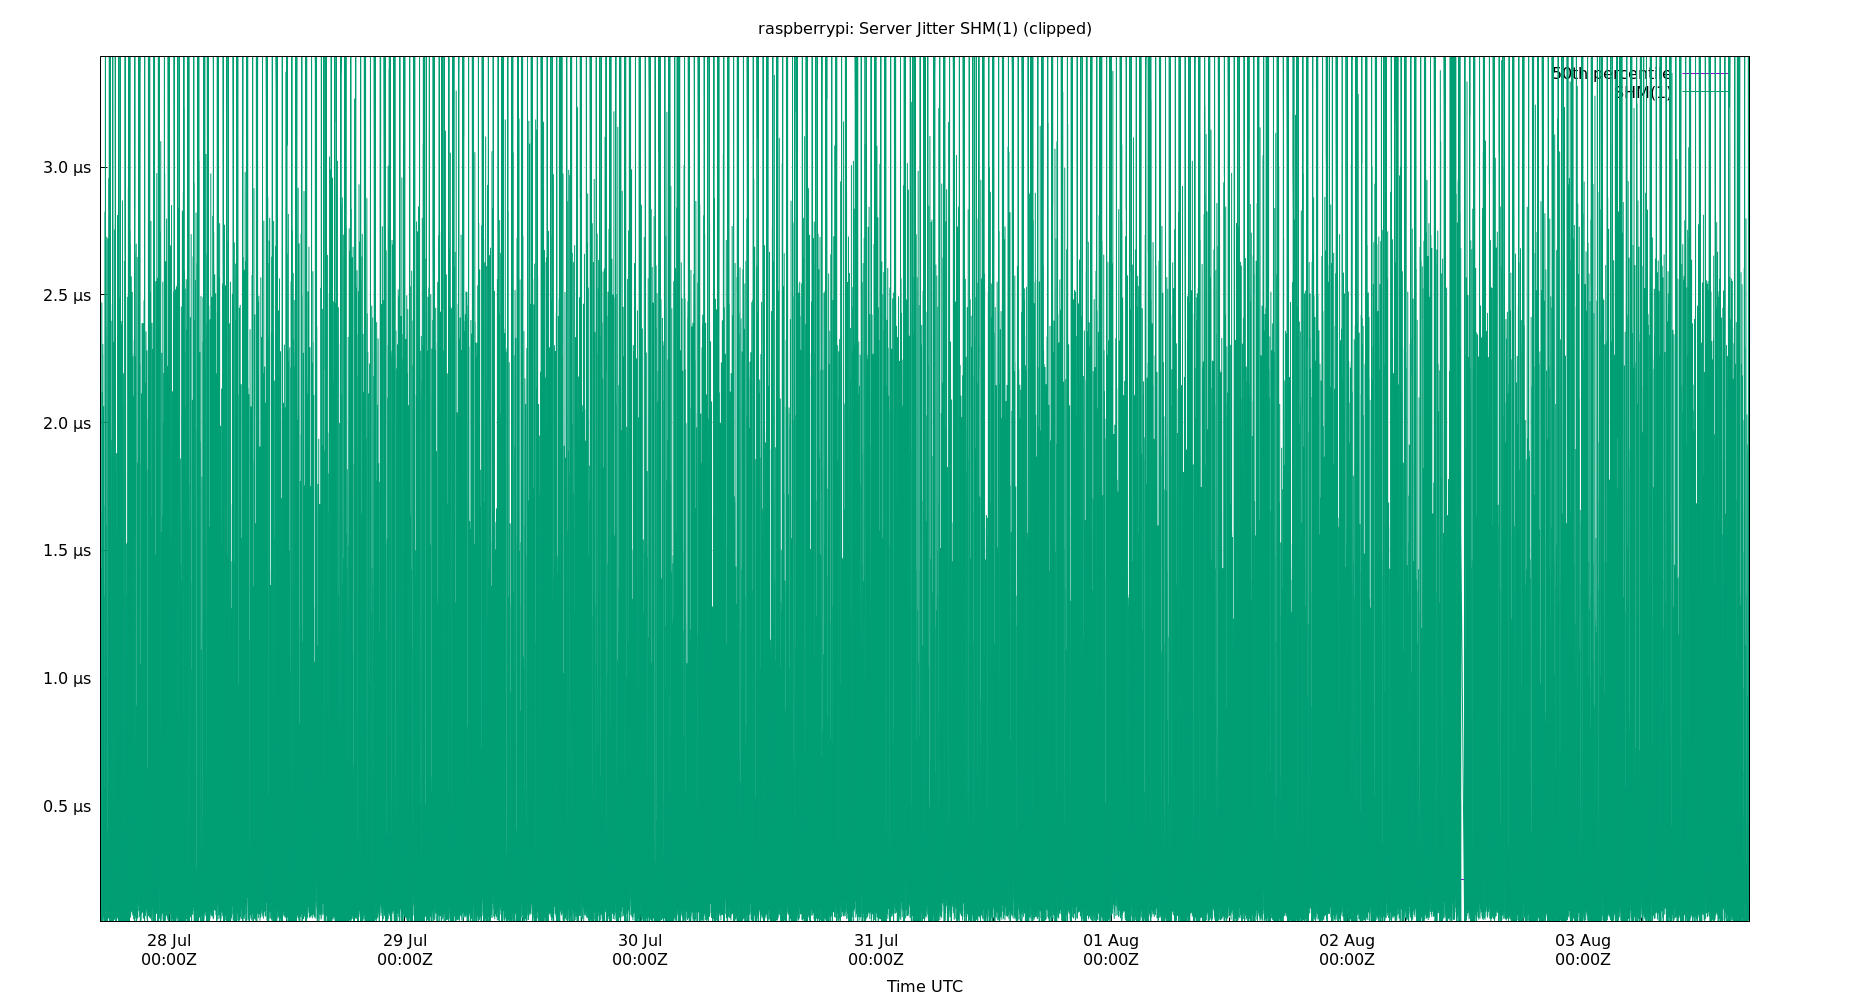 raspberrypi: Server Jitter SHM(1) (clipped)
50th percentile
SHM(1)
3.0 µs
2.5 µs
2.0 µs
1.5 µs
1.0 µs
0.5 µs
28 Jul 29 Jul 30 Jul 31 Jul 01 Aug 02 Aug 03 Aug
00:00Z 00:00Z 00:00Z 00:00Z 00:00Z 00:00Z 00:00Z
Time UTC